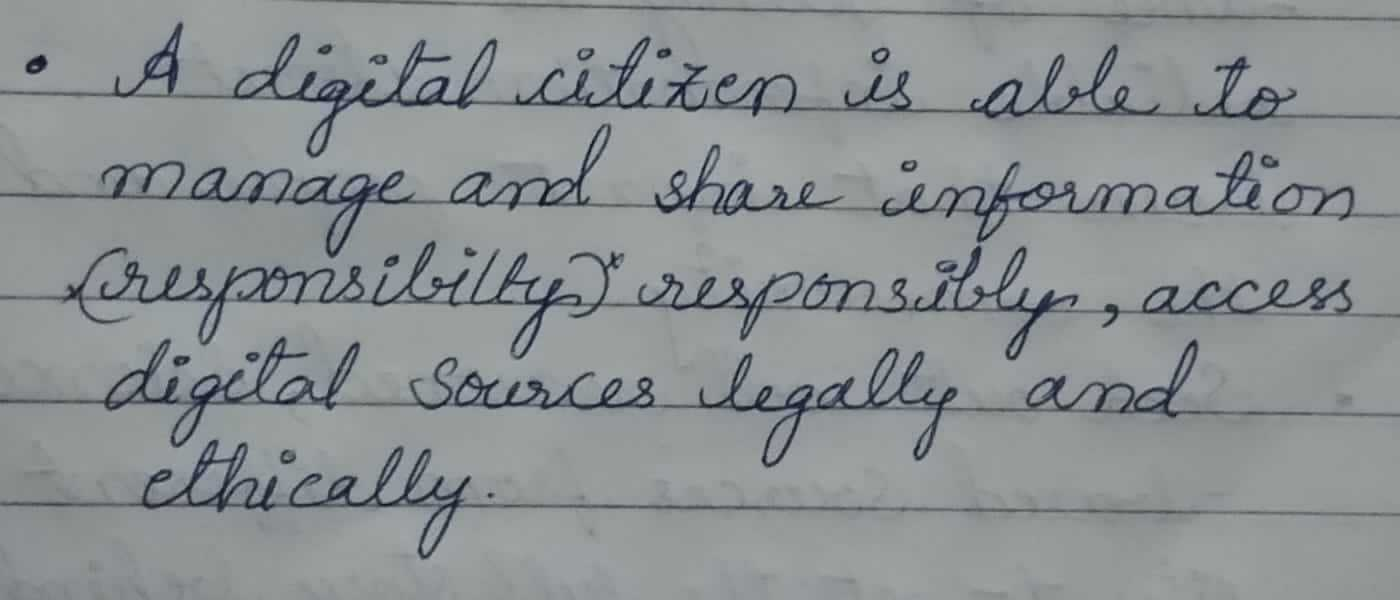 • A digital citizen is able to
manage and share information
(responsibilty)* responsibly, access
digital sources legally and
ethically.